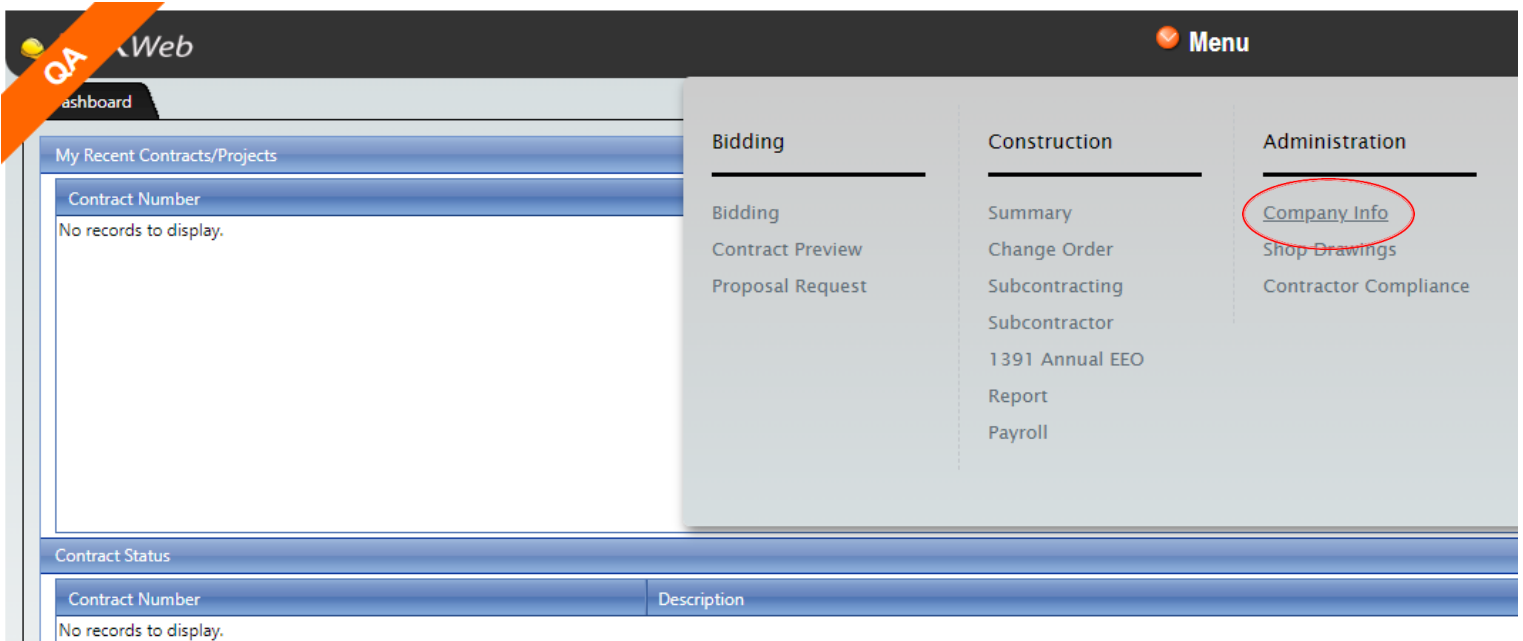 QA
Web
Menu
ashboard
My Recent Contracts/Projects
Contract Number
No records to display.
Bidding
Bidding
Contract Preview
Proposal Request
Construction
Summary
Change Order
Subcontracting
Subcontractor
1391 Annual EEO
Report
Payroll
Administration
Company Info
Shop Drawings
Contractor Compliance
Contract Status
Contract Number Description
No records to display.